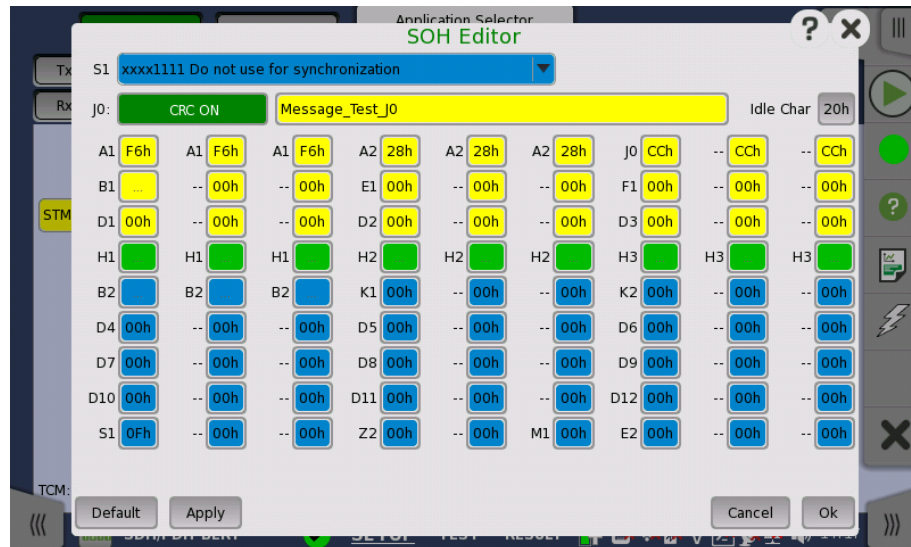 Application Selector
SOH Editor
? X
Tx S1 xxxx1111 Do not use for synchronization
Rx J0: CRC ON Message_Test_J0 Idle Char 20h
A1 F6h A1 F6h A1 F6h A2 28h A2 28h A2 28h J0 CCh -- CCh -- CCh
B1 ... -- 00h -- 00h E1 00h -- 00h -- 00h F1 00h -- 00h -- 00h
STM D1 00h -- 00h -- 00h D2 00h -- 00h -- 00h D3 00h -- 00h -- 00h
H1 H1 H1 H2 H2 H2 H3 H3 H3
B2 B2 B2 K1 00h -- 00h -- 00h K2 00h -- 00h -- 00h
D4 00h -- 00h -- 00h D5 00h -- 00h -- 00h D6 00h -- 00h -- 00h
D7 00h -- 00h -- 00h D8 00h -- 00h -- 00h D9 00h -- 00h -- 00h
D10 00h -- 00h -- 00h D11 00h -- 00h -- 00h D12 00h -- 00h -- 00h
S1 0Fh -- 00h -- 00h Z2 00h -- 00h M1 00h E2 00h -- 00h -- 00h
TCM:
Default Apply Cancel Ok